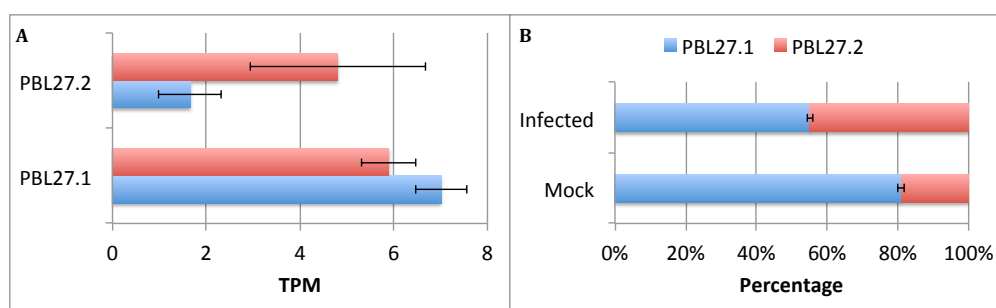 A
PBL27.2
PBL27.1
0 2 4 6 8
TPM
B
PBL27.1 PBL27.2
Infected
Mock
0% 20% 40% 60% 80% 100%
Percentage